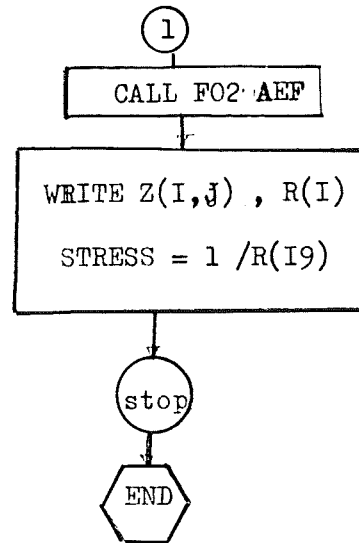 1
CALL F02 AEF
WRITE Z(I,J) , R(I)
STRESS = 1 /R(I9)
stop
END